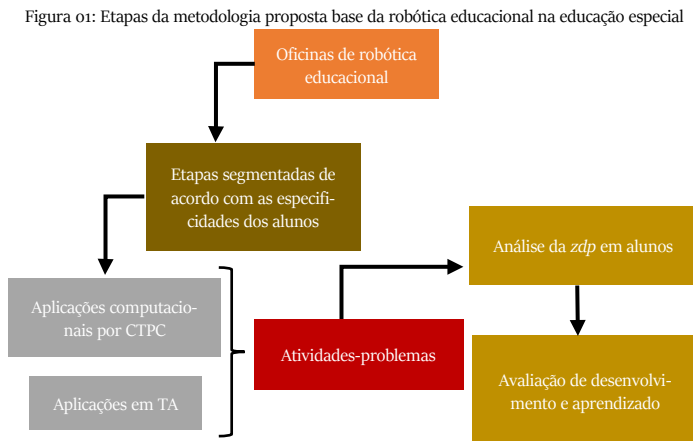 Figura 01: Etapas da metodologia proposta base da robótica educacional na educação especial
Oficinas de robótica
educacional
Etapas segmentadas de
acordo com as especifi-
cidades dos alunos
Aplicações computacio-
nais por CTPC
Aplicações em TA
Atividades-problemas
Análise da zdp em alunos
Avaliação de desenvolvi-
mento e aprendizado